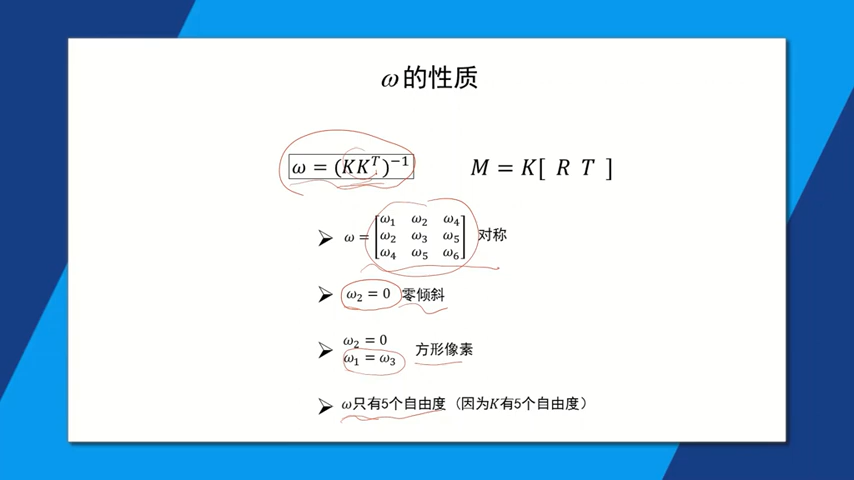 ω的性质
ω = (KKᵀ)⁻¹ M = K[ R T ]
➢ ω = [ω₁ ω₂ ω₄
ω₂ ω₃ ω₅
ω₄ ω₅ ω₆] 对称
➢ ω₂ = 0 零倾斜
➢ ω₂ = 0
ω₁ = ω₃ 方形像素
➢ ω只有5个自由度（因为K有5个自由度）